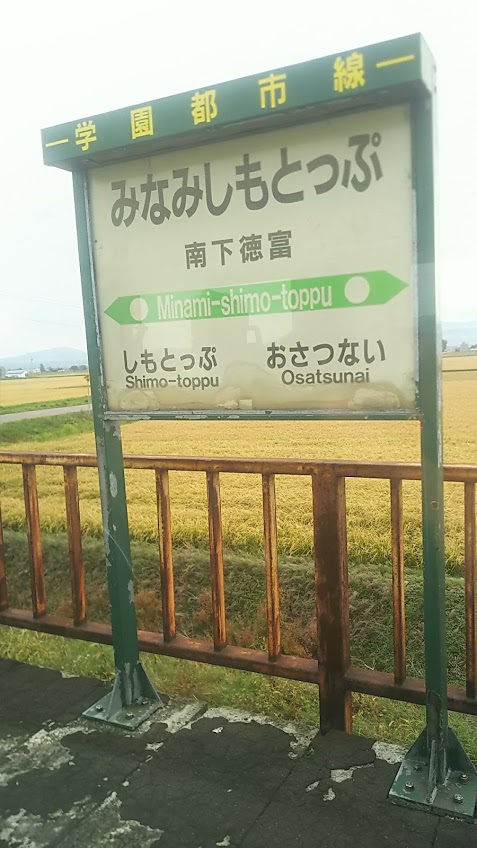 ー学園都市線ー
みなみしもとっぷ
南下徳富
Minami-shimo-toppu
しもとっぷ おさつない
Shimo-toppu Osatsunai